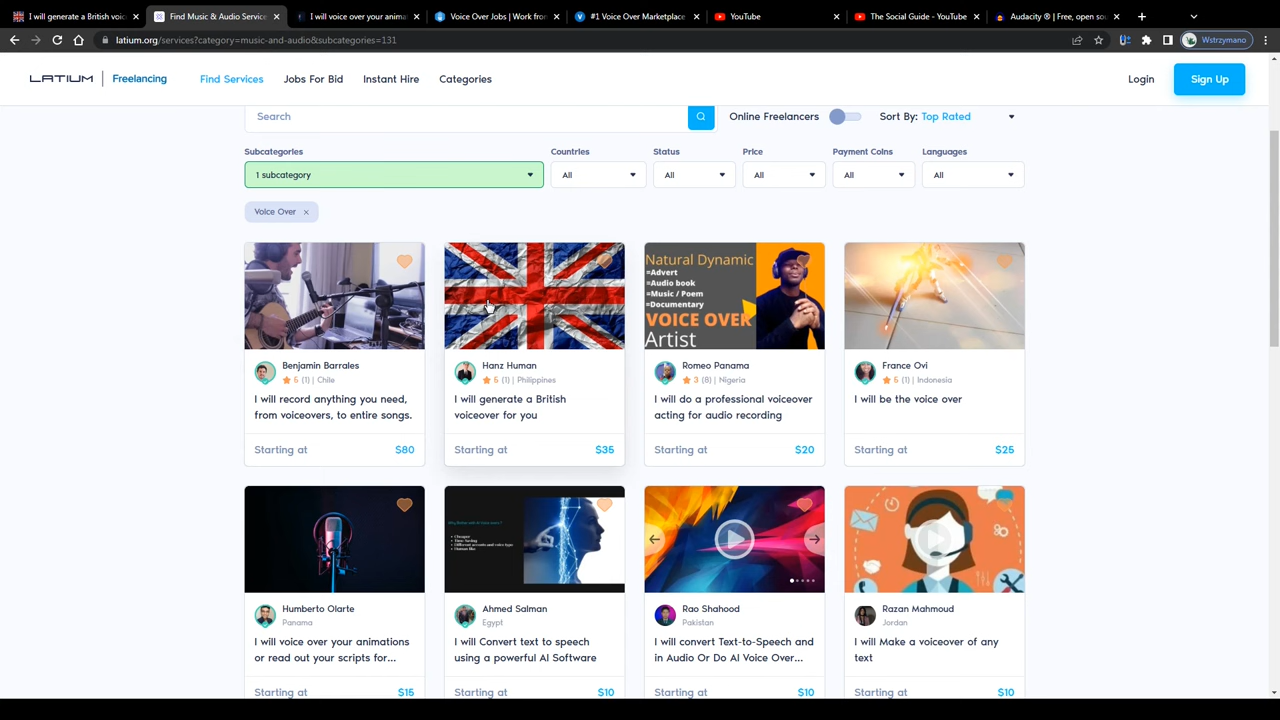 I will generate a British voic
Find Music & Audio Service
I will voice over your animat
Voice Over Jobs | Work from
#1 Voice Over Marketplace
YouTube
The Social Guide - YouTube
Audacity ® | Free, open sou
latium.org/services?category=music-and-audio&subcategories=131
Wstrzymano
LATIUM | Freelancing
Find Services
Jobs For Bid
Instant Hire
Categories
Login
Sign Up
Search
Online Freelancers
Sort By: Top Rated
Subcategories
Countries
Status
Price
Payment Coins
Languages
1 subcategory
All
All
All
All
All
Voice Over ×
Benjamin Barrales
5 (1) | Chile
I will record anything you need,
from voiceovers, to entire songs.
Starting at $80
Hanz Human
5 (1) | Philippines
I will generate a British
voiceover for you
Starting at $35
Natural Dynamic
=Advert
=Audio book
=Music / Poem
=Documentary
VOICE OVER
Artist
Romeo Panama
3 (8) | Nigeria
I will do a professional voiceover
acting for audio recording
Starting at $20
France Ovi
5 (1) | Indonesia
I will be the voice over
Starting at $25
Humberto Olarte
Panama
I will voice over your animations
or read out your scripts for...
Starting at $15
Ahmed Salman
Egypt
I will Convert text to speech
using a powerful AI Software
Starting at $10
Rao Shahood
Pakistan
I will convert Text-to-Speech and
in Audio Or Do AI Voice Over...
Starting at $10
Razan Mahmoud
Jordan
I will Make a voiceover of any
text
Starting at $10